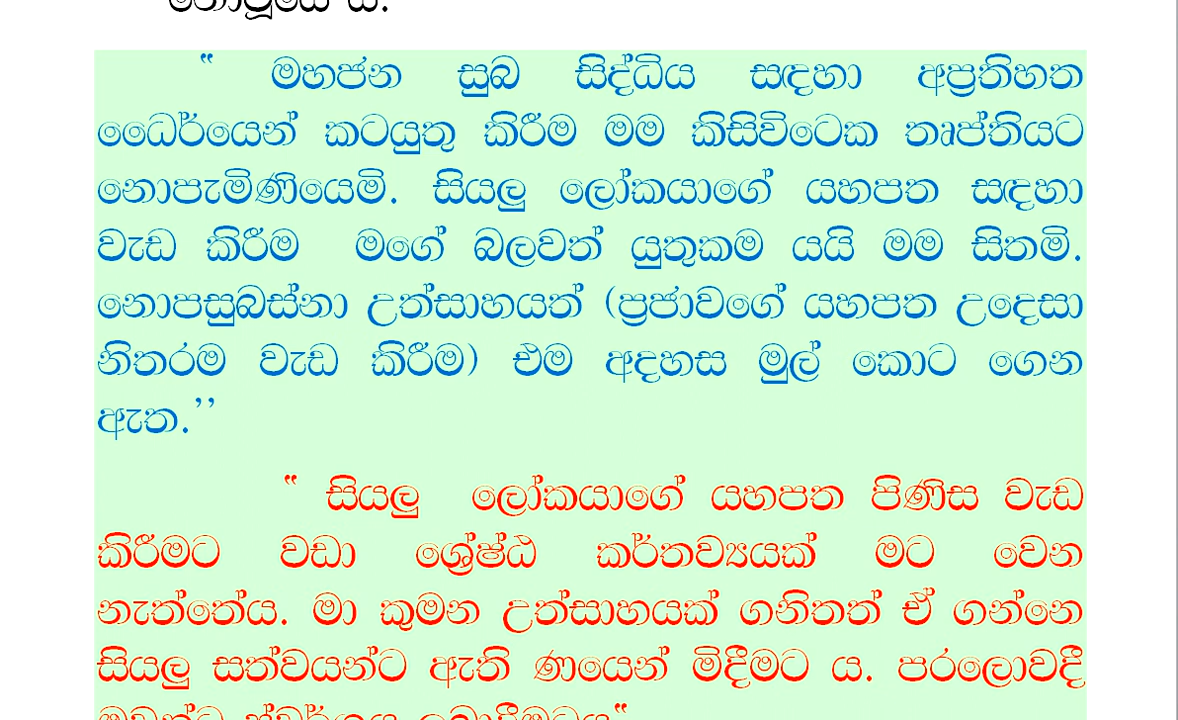 “ මහජන සුබ සිද්ධිය සඳහා අප්‍රතිහත
ධෛර්යෙන් කටයුතු කිරීම මම කිසිවිටෙක තෘප්තියට
නොපැමිණියෙමි. සියලු ලෝකයාගේ යහපත සඳහා
වැඩ කිරීම මගේ බලවත් යුතුකම යයි මම සිතමි.
නොපසුබස්නා උත්සාහයත් (ප්‍රජාවගේ යහපත උදෙසා
නිතරම වැඩ කිරීම) එම අදහස මුල් කොට ගෙන
ඇත.’’
“ සියලු ලෝකයාගේ යහපත පිණිස වැඩ
කිරීමට වඩා ශ්‍රේෂ්ඨ කර්තව්‍යයක් මට වෙන
නැත්තේය. මා කුමන උත්සාහයක් ගනිතත් ඒ ගන්නෙ
සියලු සත්වයන්ට ඇති ණයෙන් මිදීමට ය. පරලොවදී